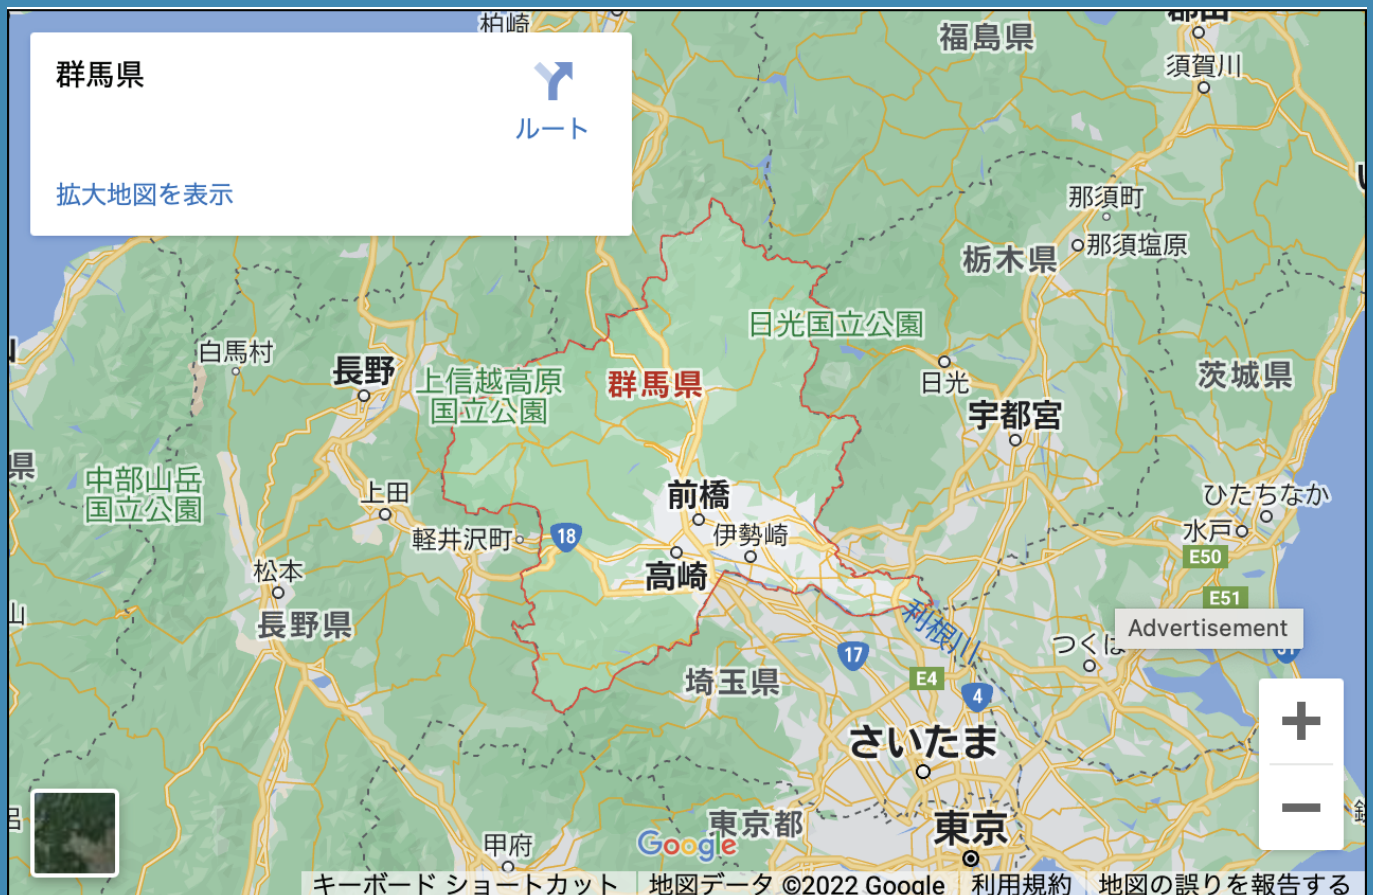 柏崎
福島県
須賀川
群馬県
ルート
拡大地図を表示
那須町
那須塩原
栃木県
日光国立公園
白馬村
長野
上信越高原
国立公園
群馬県
日光
茨城県
宇都宮
県
中部山岳
国立公園
上田
前橋
ひたちなか
水戸
軽井沢町
18
伊勢崎
E50
松本
高崎
E51
山
長野県
利根川
Advertisement
つくば
17
埼玉県
E4
4
51
さいたま
東京都
東京
甲府
Google
キーボード ショートカット
地図データ ©2022 Google
利用規約
地図の誤りを報告する